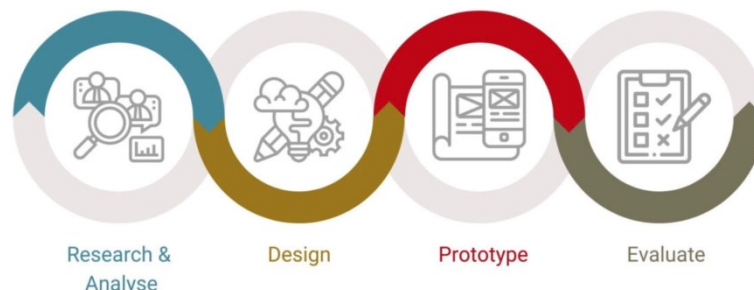 Research &
Analyse
Design
Prototype
Evaluate